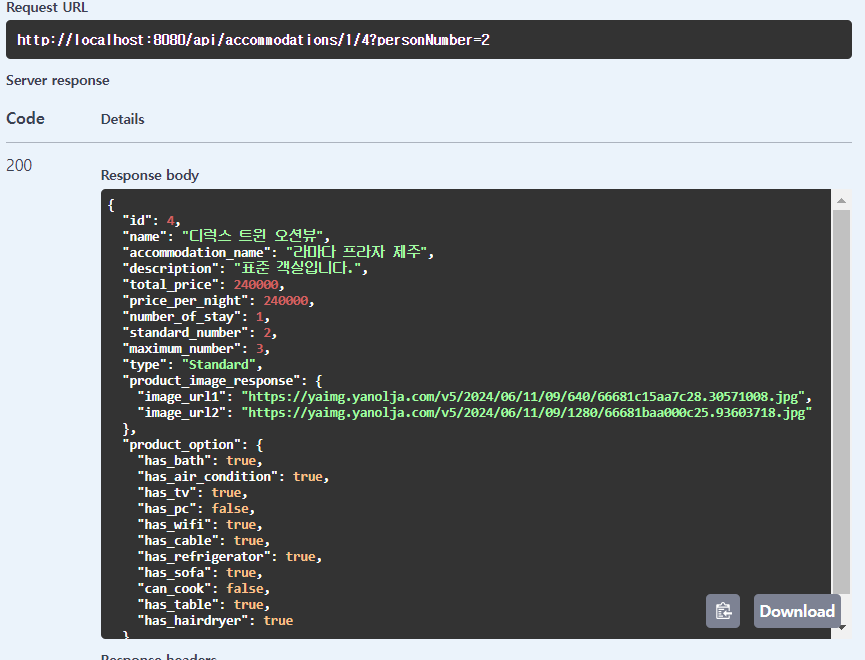 Request URL
http://localhost:8080/api/accommodations/1/4?personNumber=2
Server response
Code Details
200
Response body
{
"id": 4,
"name": "디럭스 트윈 오션뷰",
"accommodation_name": "라마다 프라자 제주",
"description": "표준 객실입니다.",
"total_price": 240000,
"price_per_night": 240000,
"number_of_stay": 1,
"standard_number": 2,
"maximum_number": 3,
"type": "Standard",
"product_image_response": {
"image_url1": "https://yaimg.yanolja.com/v5/2024/06/11/09/640/66681c15aa7c28.30571008.jpg",
"image_url2": "https://yaimg.yanolja.com/v5/2024/06/11/09/1280/66681baa000c25.93603718.jpg"
},
"product_option": {
"has_bath": true,
"has_air_condition": true,
"has_tv": true,
"has_pc": false,
"has_wifi": true,
"has_cable": true,
"has_refrigerator": true,
"has_sofa": true,
"can_cook": false,
"has_table": true,
"has_hairdryer": true
}
Download
Response headers